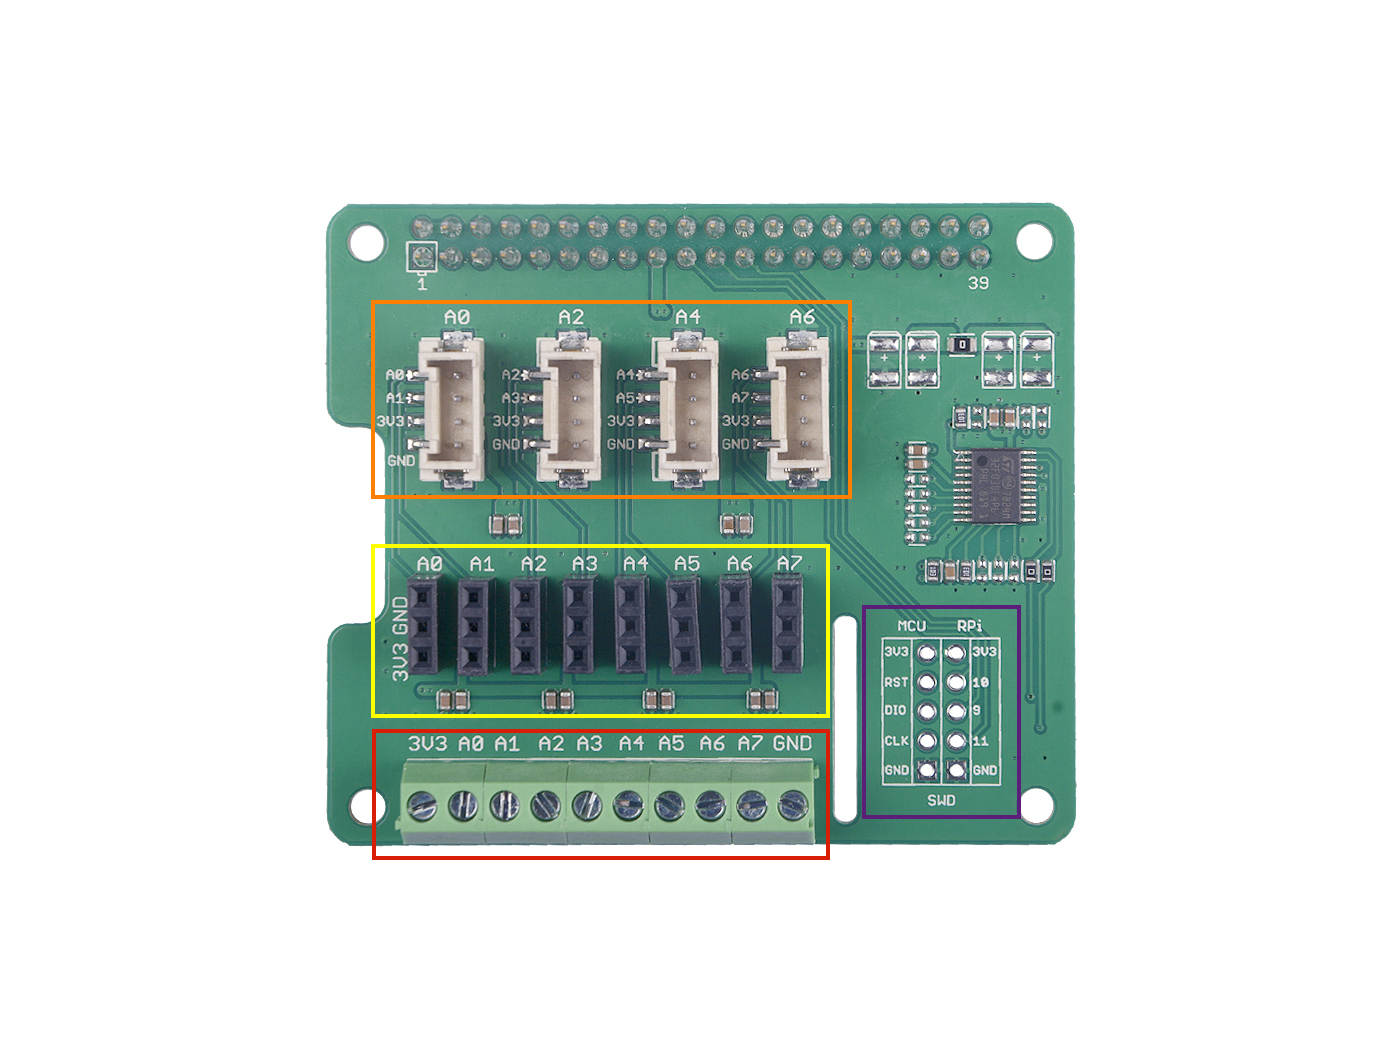 1
39
A0 A2 A4 A6
A0 A2 A4 A6
A1 A3 A5 A7
3V3 3V3 3V3 3V3
GND GND GND GND
A0 A1 A2 A3 A4 A5 A6 A7
3V3 GND
MCU RPi
3V3 3V3
RST 10
DIO 9
CLK 11
GND GND
SWD
3V3 A0 A1 A2 A3 A4 A5 A6 A7 GND